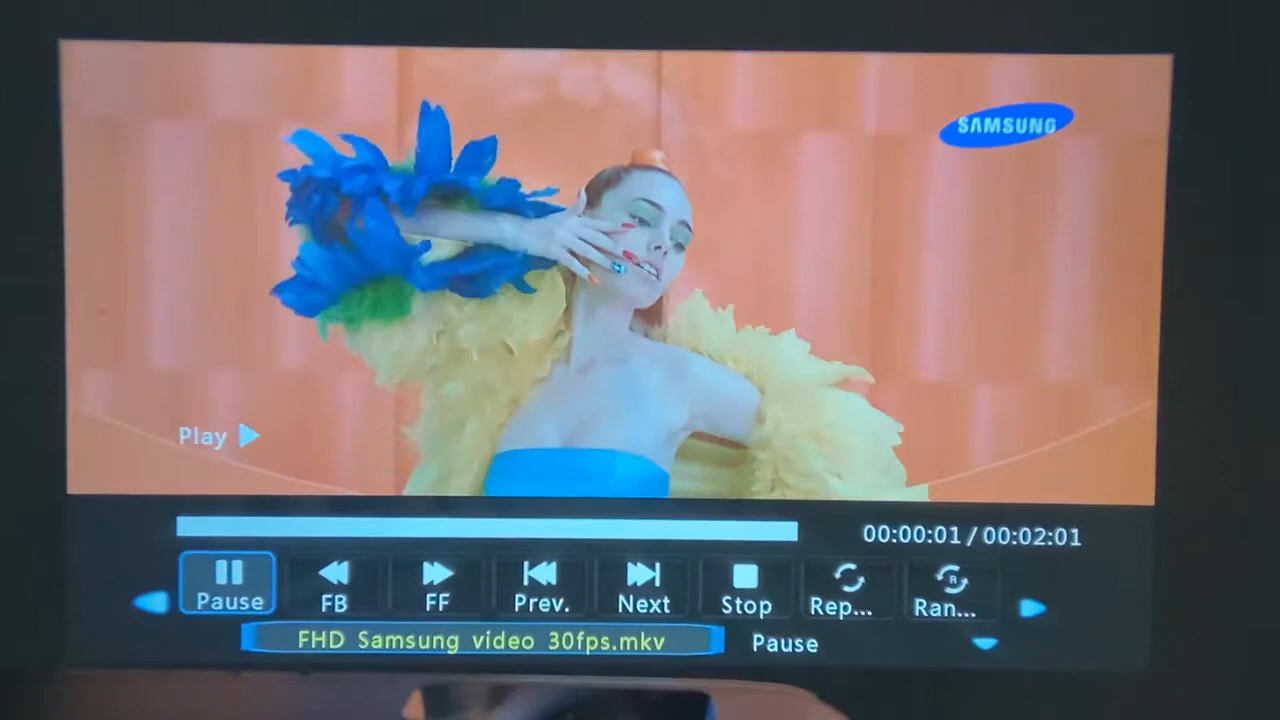 SAMSUNG
Play
00:00:01 / 00:02:01
Pause FB FF Prev. Next Stop Rep... Ran...
FHD Samsung video 30fps.mkv Pause